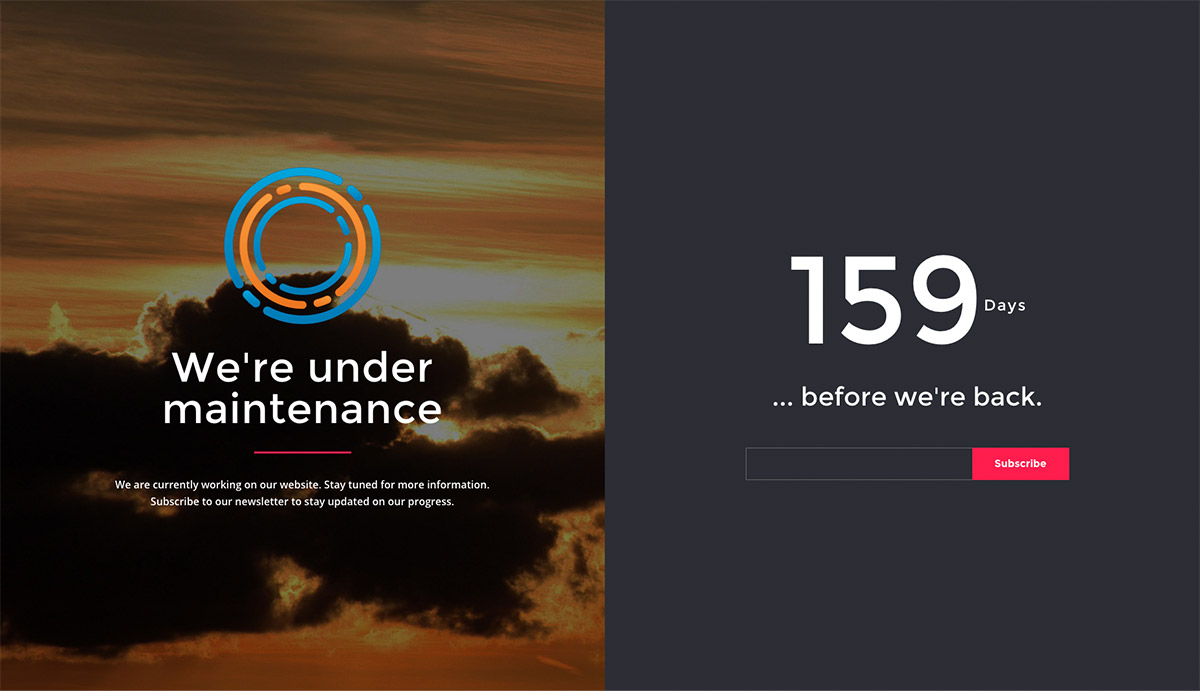 We're under
maintenance
We are currently working on our website. Stay tuned for more information.
Subscribe to our newsletter to stay updated on our progress.
159 Days
... before we're back.
Subscribe